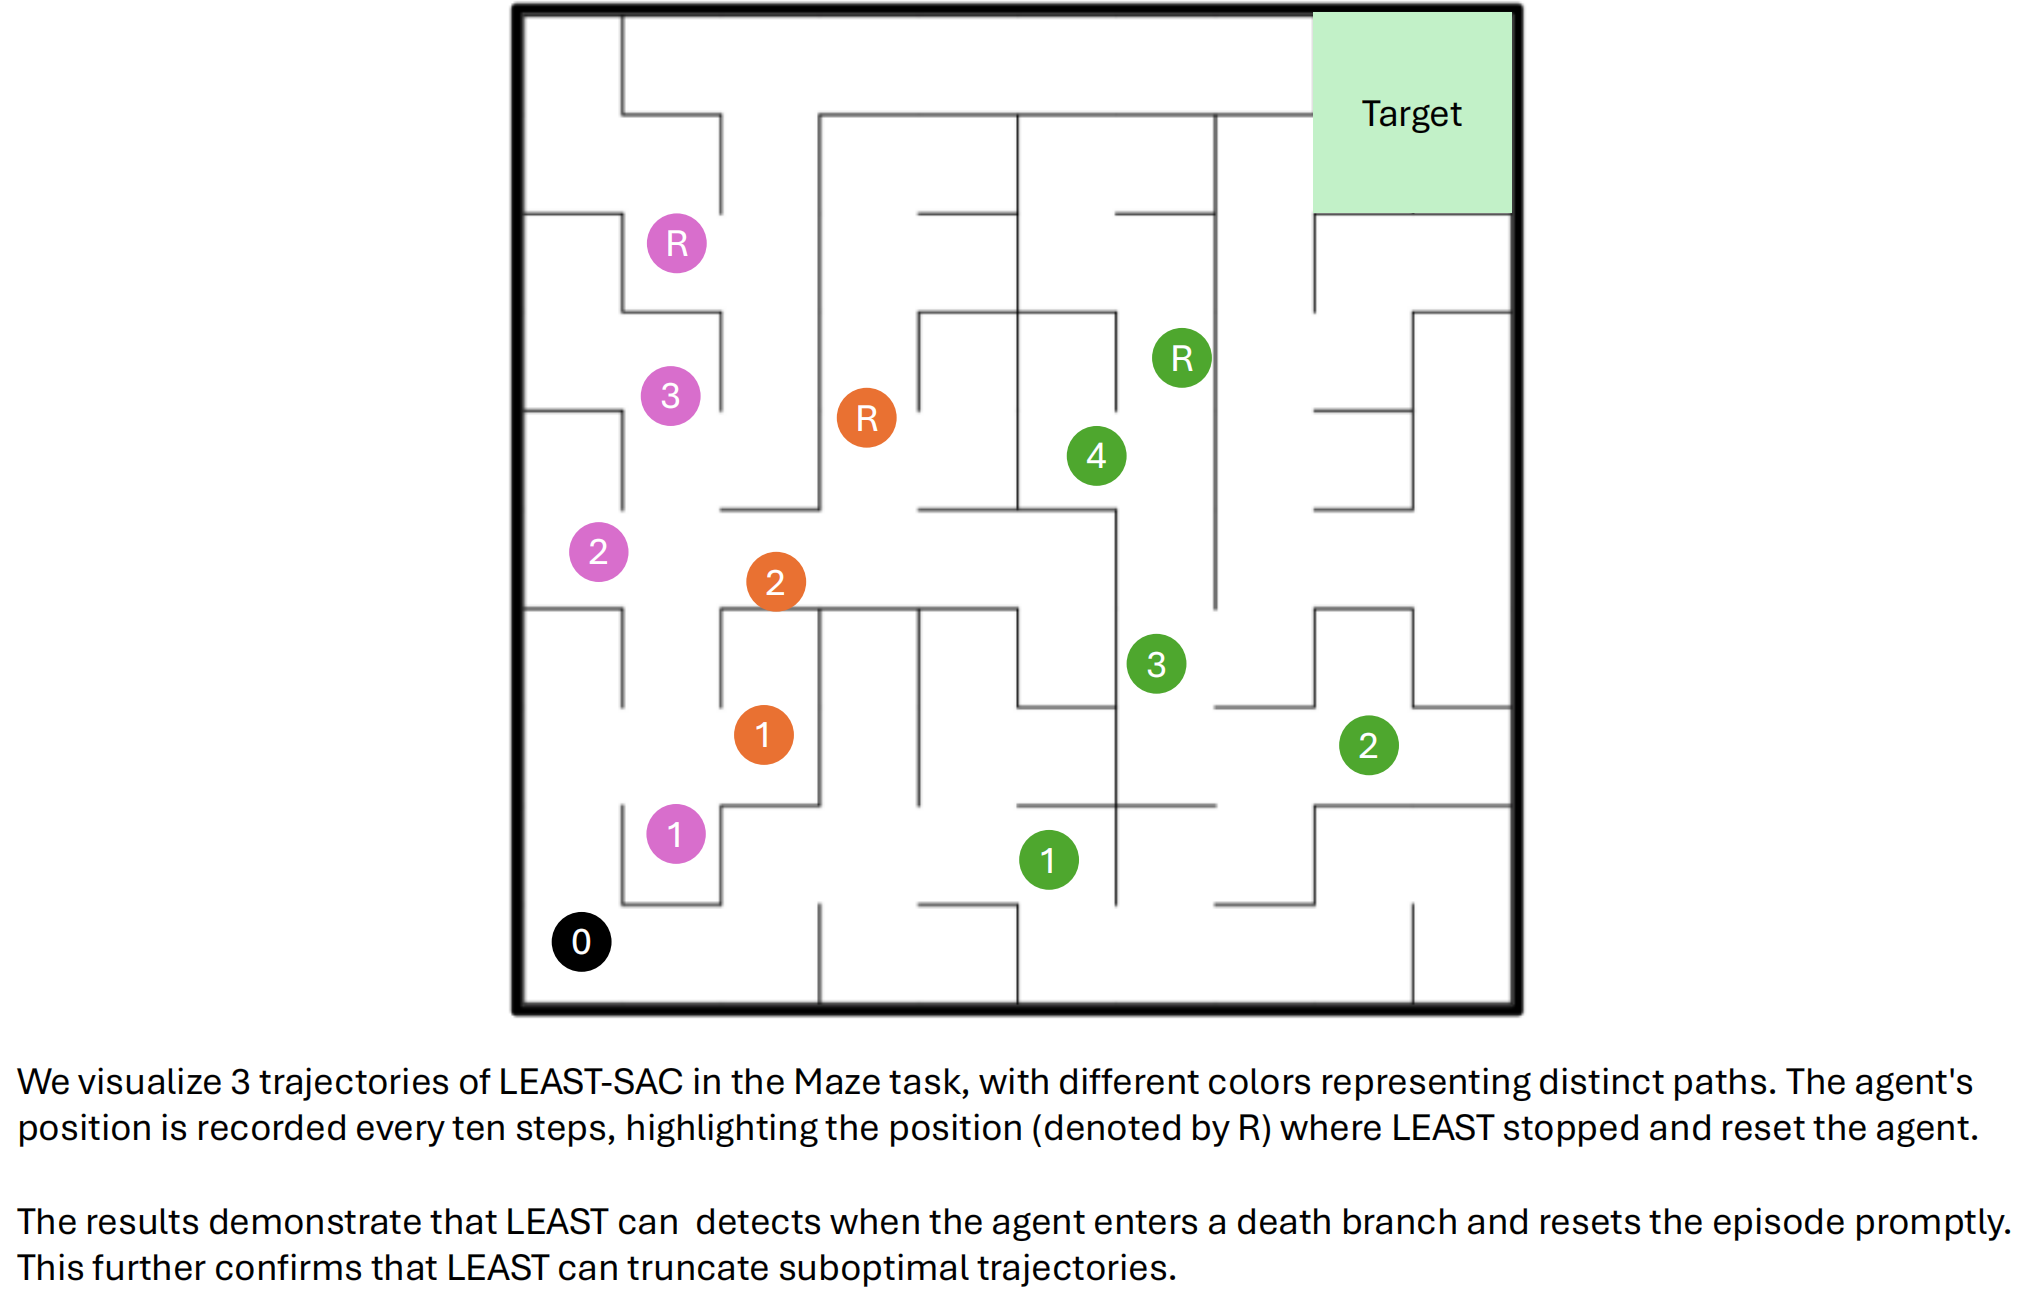 Target
R
R
3
R
4
2
2
3
1
2
1
1
0
We visualize 3 trajectories of LEAST-SAC in the Maze task, with different colors representing distinct paths. The agent's
position is recorded every ten steps, highlighting the position (denoted by R) where LEAST stopped and reset the agent.
The results demonstrate that LEAST can  detects when the agent enters a death branch and resets the episode promptly.
This further confirms that LEAST can truncate suboptimal trajectories.